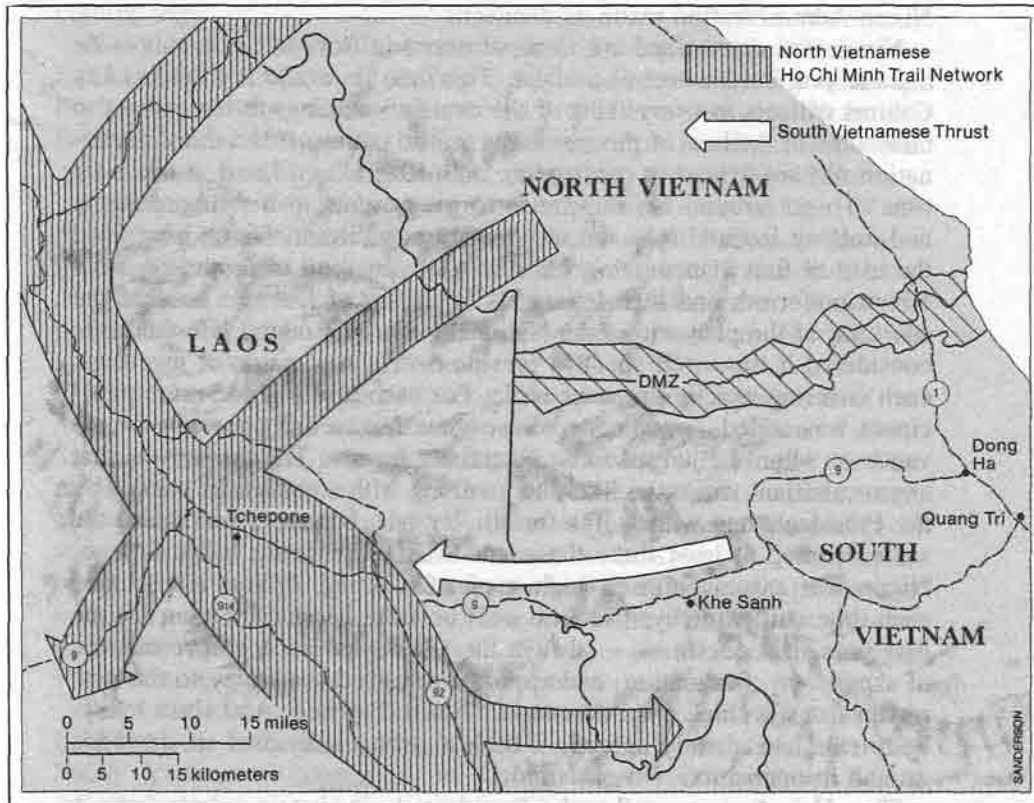 North Vietnamese
Ho Chi Minh Trail Network
South Vietnamese Thrust
NORTH VIETNAM
LAOS
DMZ
1
Dong
Ha
9
Quang Tri
Tchepone
SOUTH
9
Khe Sanh
914
VIETNAM
9
92
0 5 10 15 miles
0 5 10 15 kilometers
SANDERSON